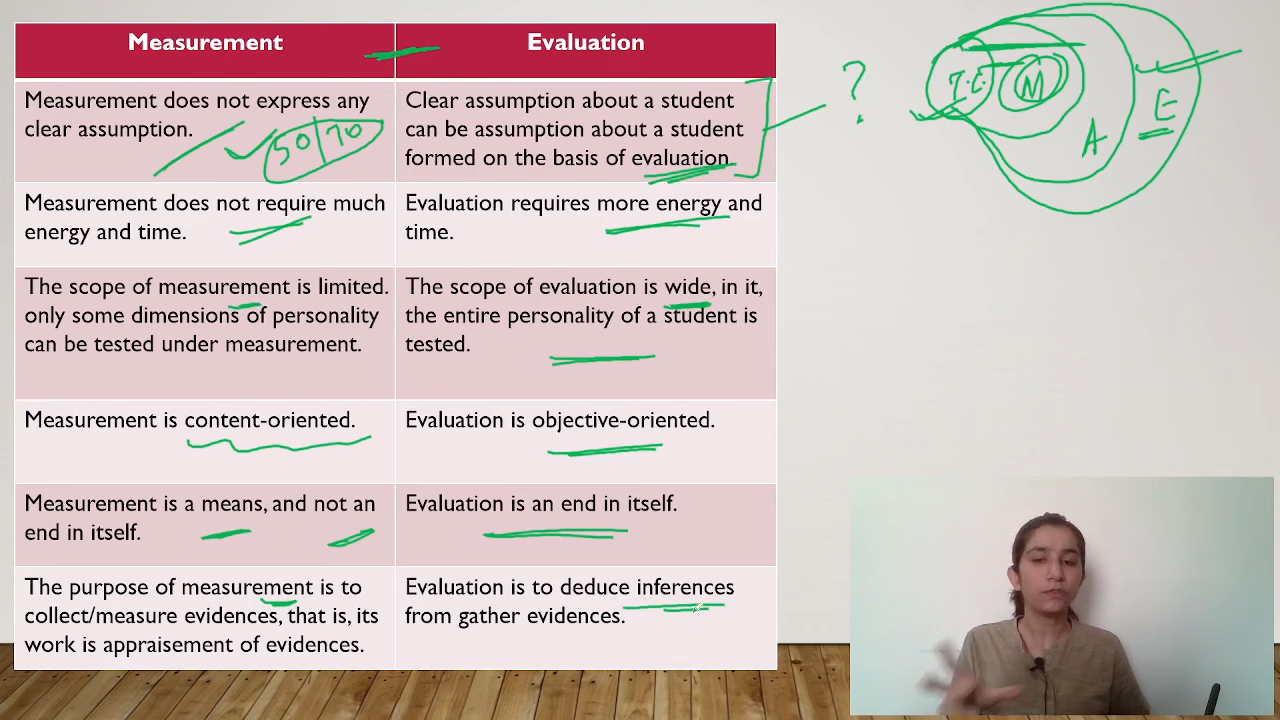 Measurement
Evaluation
Measurement does not express any
clear assumption.
50/70
Clear assumption about a student
can be assumption about a student
formed on the basis of evaluation.
?
T.E.
M
A
E
Measurement does not require much
energy and time.
Evaluation requires more energy and
time.
The scope of measurement is limited.
only some dimensions of personality
can be tested under measurement.
The scope of evaluation is wide, in it,
the entire personality of a student is
tested.
Measurement is content-oriented.
Evaluation is objective-oriented.
Measurement is a means, and not an
end in itself.
Evaluation is an end in itself.
The purpose of measurement is to
collect/measure evidences, that is, its
work is appraisement of evidences.
Evaluation is to deduce inferences
from gather evidences.